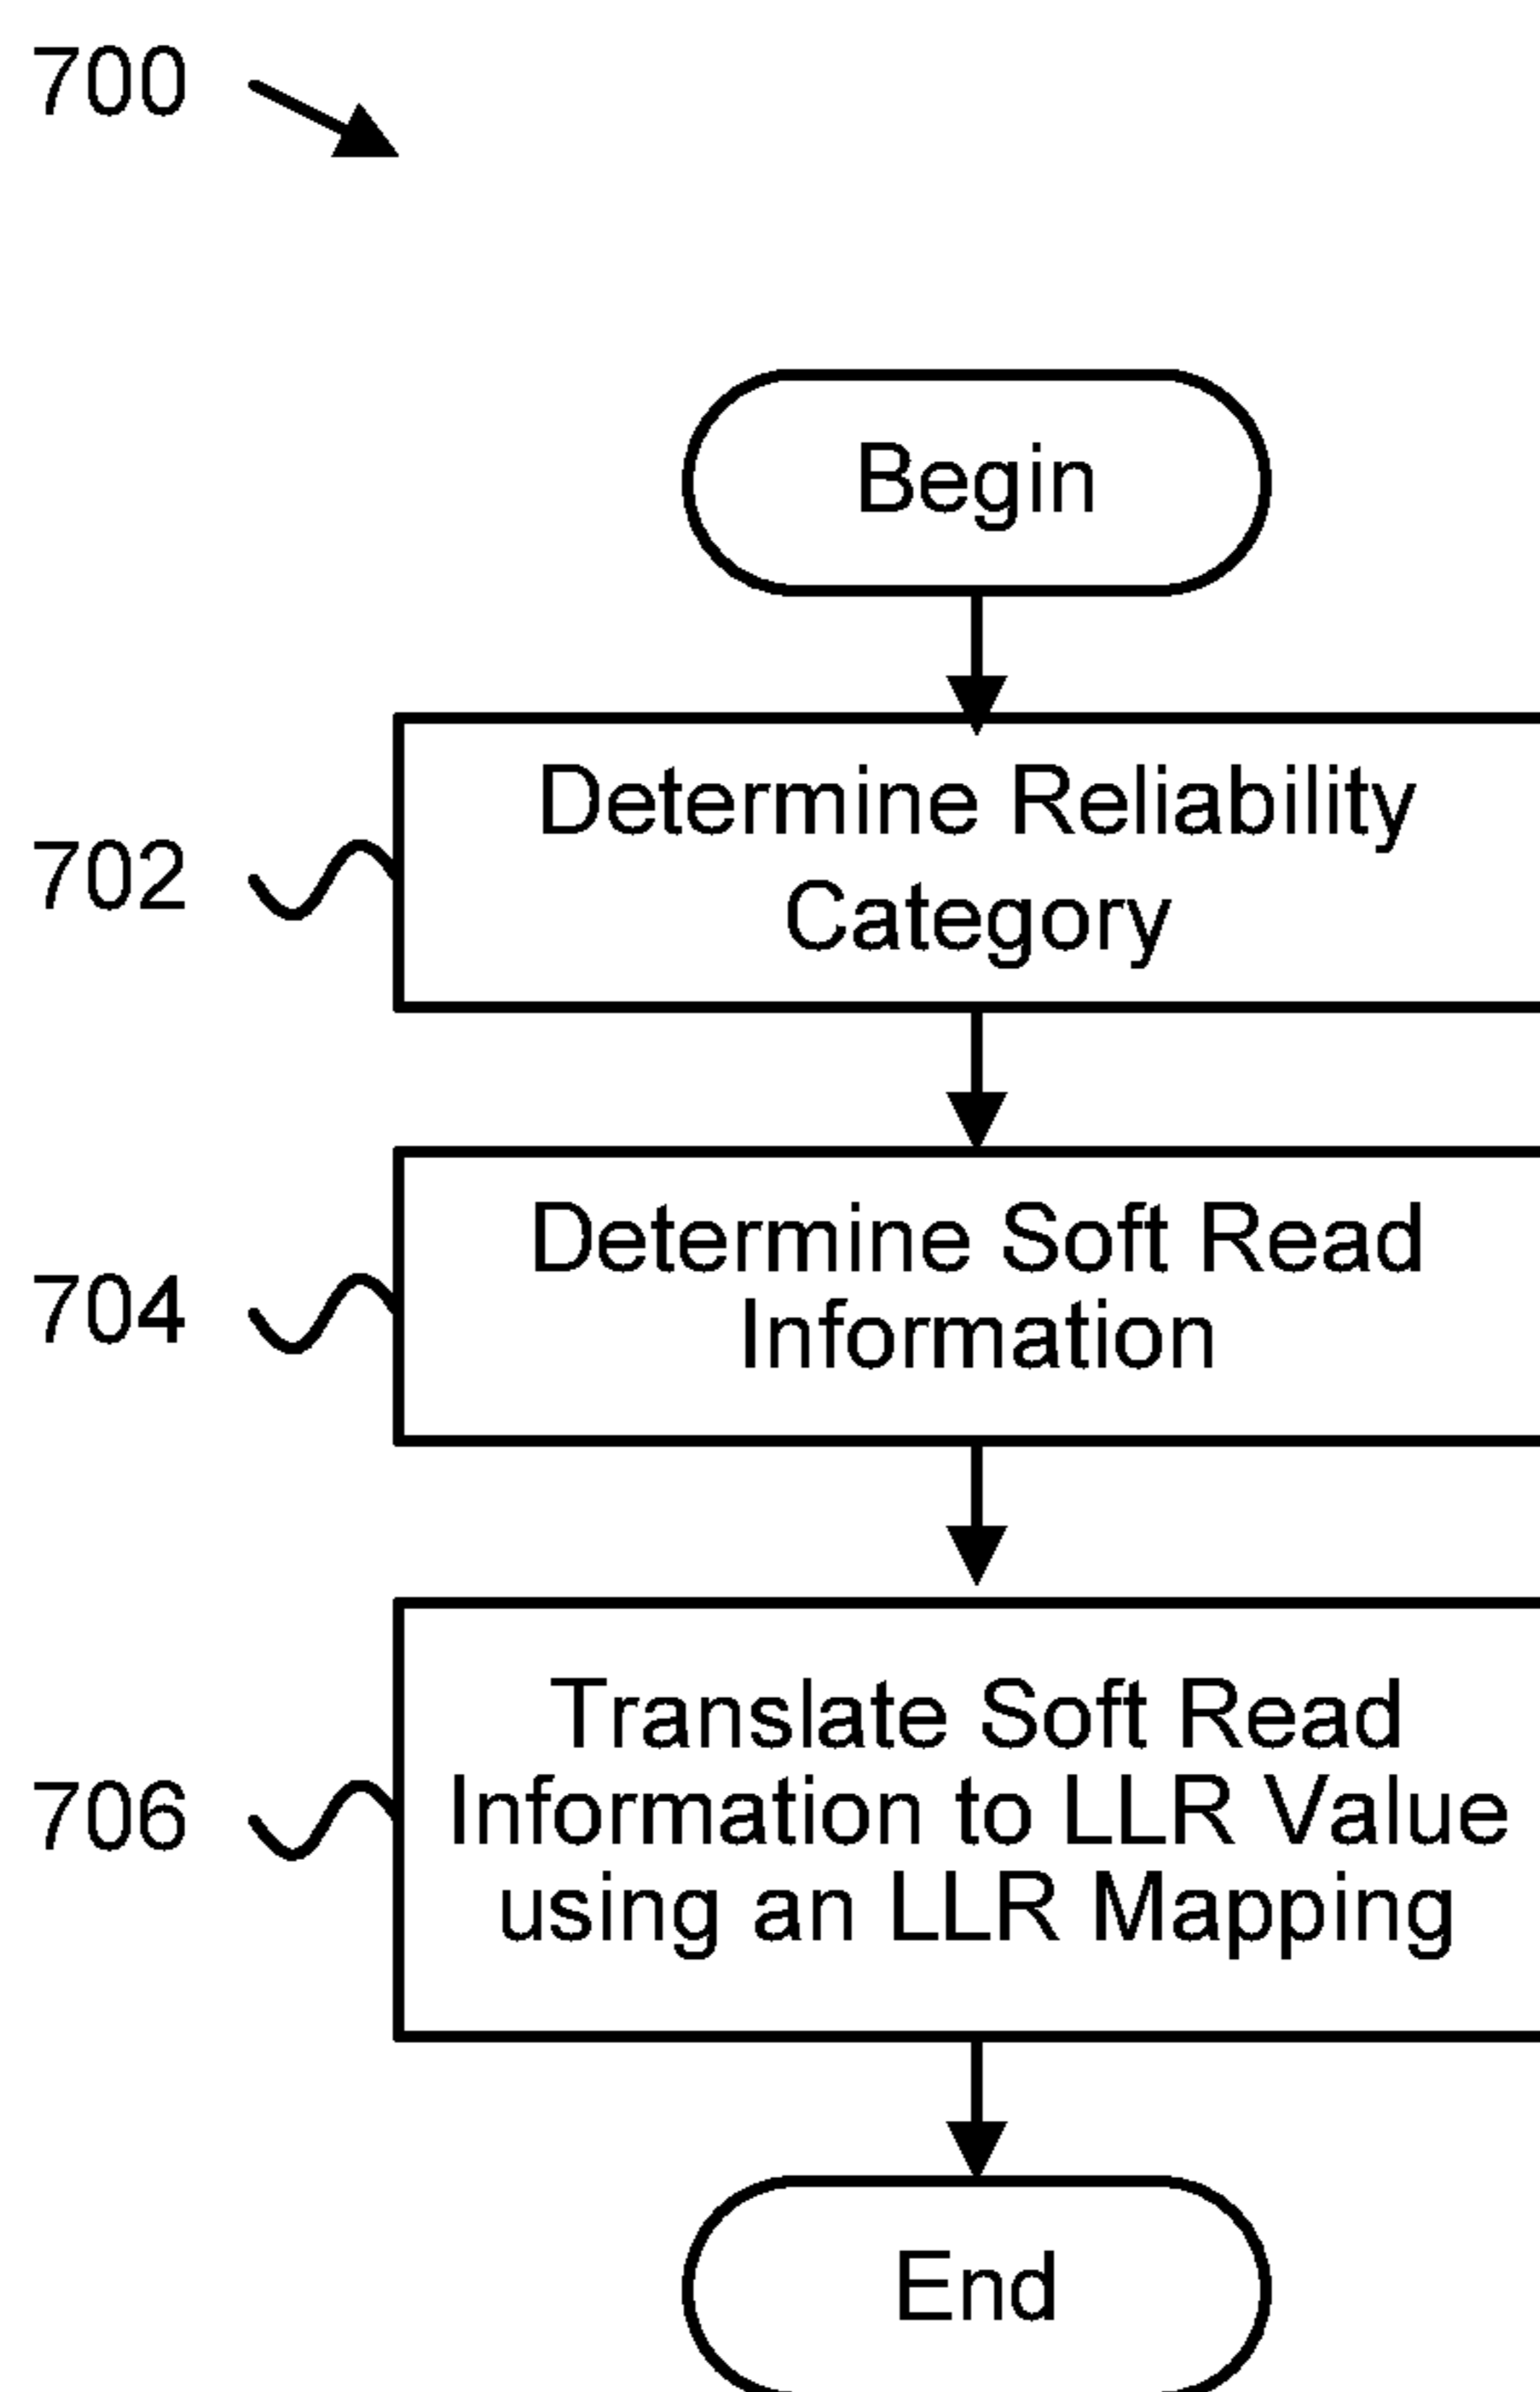 700
Begin
702
Determine Reliability
Category
704
Determine Soft Read
Information
706
Translate Soft Read
Information to LLR Value
using an LLR Mapping
End